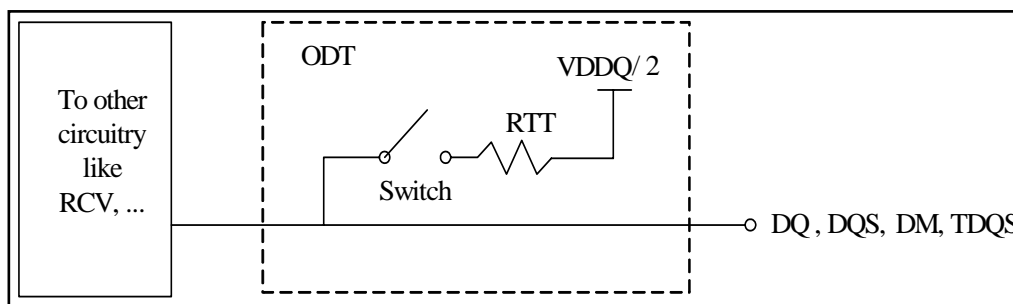 ODT
VDDQ/ 2
To other
circuitry
like
RCV, ...
RTT
Switch
DQ , DQS, DM, TDQS